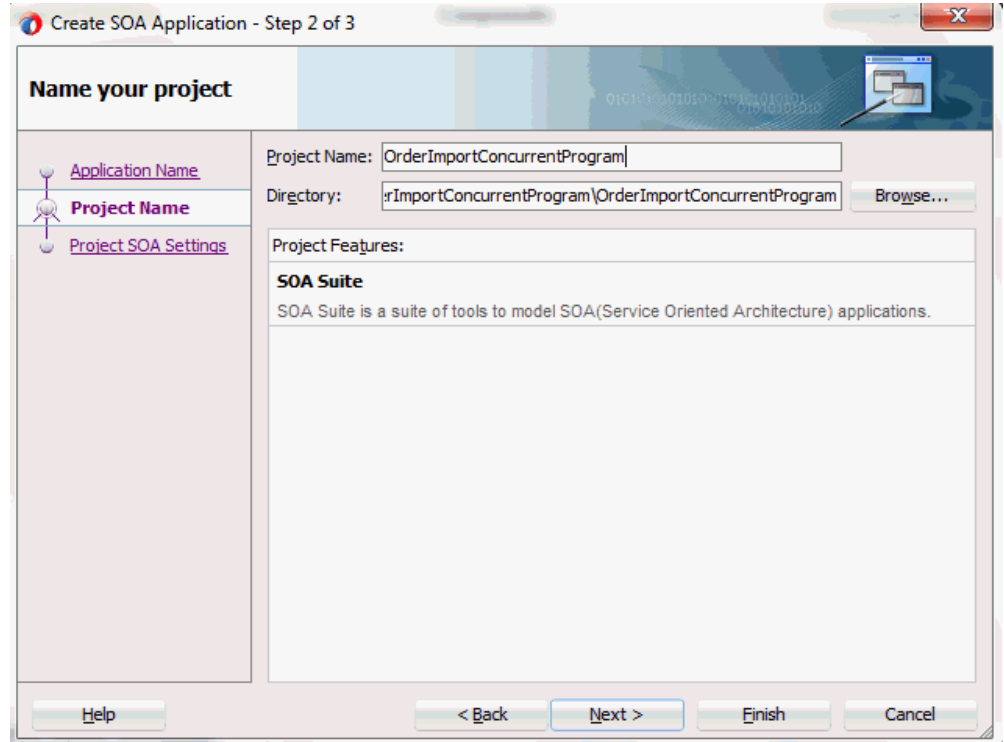 Create SOA Application - Step 2 of 3
Name your project
Application Name
Project Name
Project SOA Settings
Project Name: OrderImportConcurrentProgram
Directory: rImportConcurrentProgram\OrderImportConcurrentProgram Browse...
Project Features:
SOA Suite
SOA Suite is a suite of tools to model SOA(Service Oriented Architecture) applications.
Help < Back Next > Finish Cancel